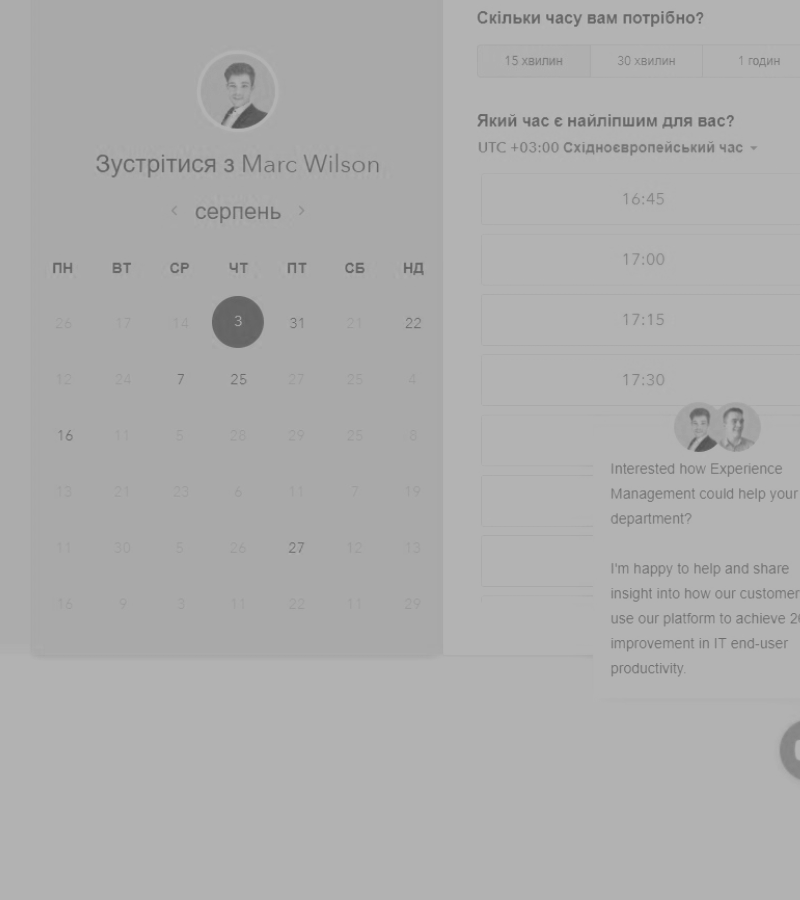 Зустрітися з Marc Wilson
серпень
ПН ВТ СР ЧТ ПТ СБ НД
26 17 14 3 31 21 22
12 24 7 25 27 25 4
16 11 5 28 29 25 8
13 21 23 6 11 7 19
11 30 5 26 27 12 13
16 9 3 11 22 11 29
Скільки часу вам потрібно?
15 хвилин 30 хвилин 1 годин
Який час є найліпшим для вас?
UTC +03:00 Східноєвропейський час
16:45
17:00
17:15
17:30
Interested how Experience
Management could help your
department?
I'm happy to help and share
insight into how our customer
use our platform to achieve
improvement in IT end-user
productivity.